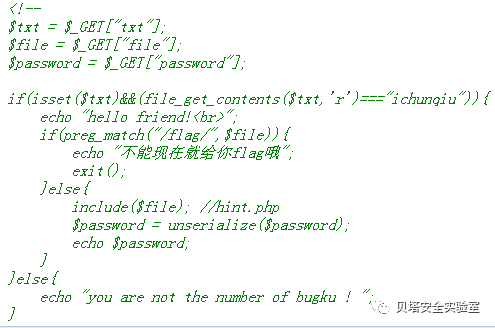 <!--
$txt = $_GET["txt"];
$file = $_GET["file"];
$password = $_GET["password"];

if(isset($txt)&&(file_get_contents($txt,'r')==="ichunqiu")){
    echo "hello friend!<br>";
    if(preg_match("/flag/",$file)){
        echo "不能现在就给你flag哦";
        exit();
    }else{
        include($file); //hint.php
        $password = unserialize($password);
        echo $password;
    }
}else{
    echo "you are not the number of bugku ! ";
}
贝塔安全实验室